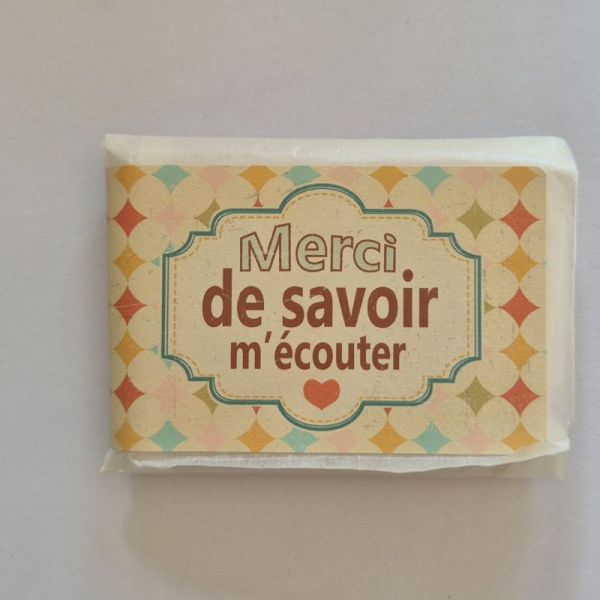 Merci
de savoir
m'écouter